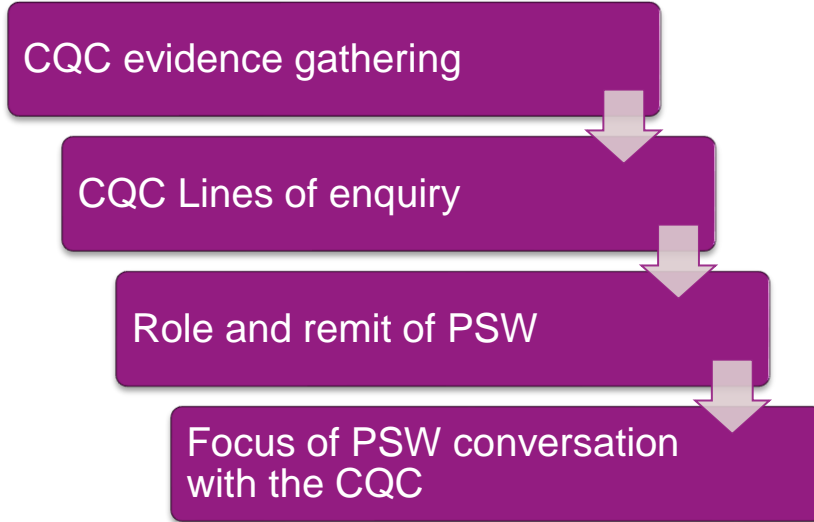 CQC evidence gathering
CQC Lines of enquiry
Role and remit of PSW
Focus of PSW conversation
with the CQC